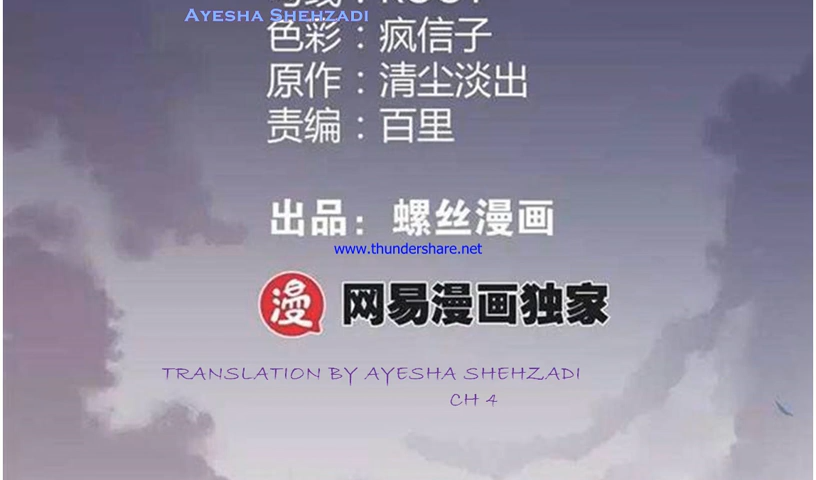 Ayesha Shehzadi
色彩：疯信子
原作：清尘淡出
责编：百里
出品：螺丝漫画
www.thundershare.net
漫 网易漫画独家
TRANSLATION BY AYESHA SHEHZADI
CH 4